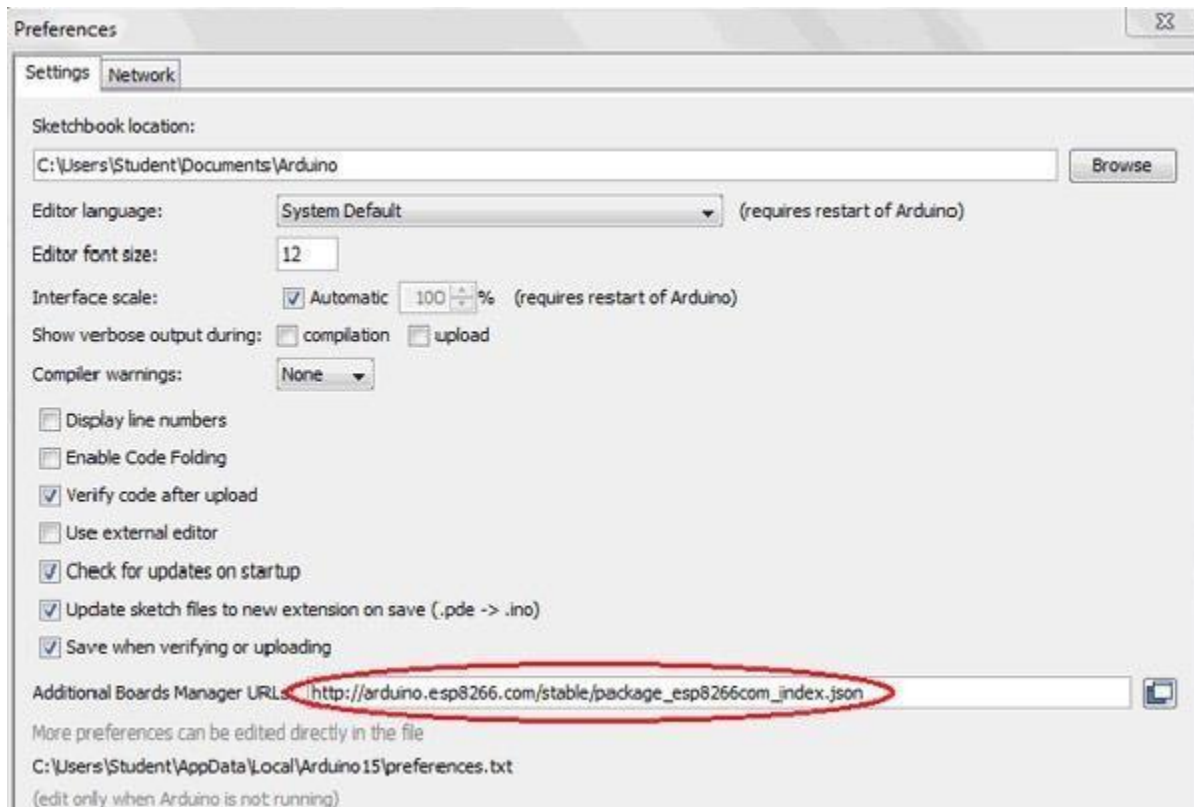 Preferences
Settings Network
Sketchbook location:
C:\Users\Student\Documents\Arduino Browse
Editor language: System Default (requires restart of Arduino)
Editor font size: 12
Interface scale: Automatic 100 % (requires restart of Arduino)
Show verbose output during: compilation upload
Compiler warnings: None
Display line numbers
Enable Code Folding
Verify code after upload
Use external editor
Check for updates on startup
Update sketch files to new extension on save (.pde -> .ino)
Save when verifying or uploading
Additional Boards Manager URLs http://arduino.esp8266.com/stable/package_esp8266com_index.json
More preferences can be edited directly in the file
C:\Users\Student\AppData\Local\Arduino15\preferences.txt
(edit only when Arduino is not running)